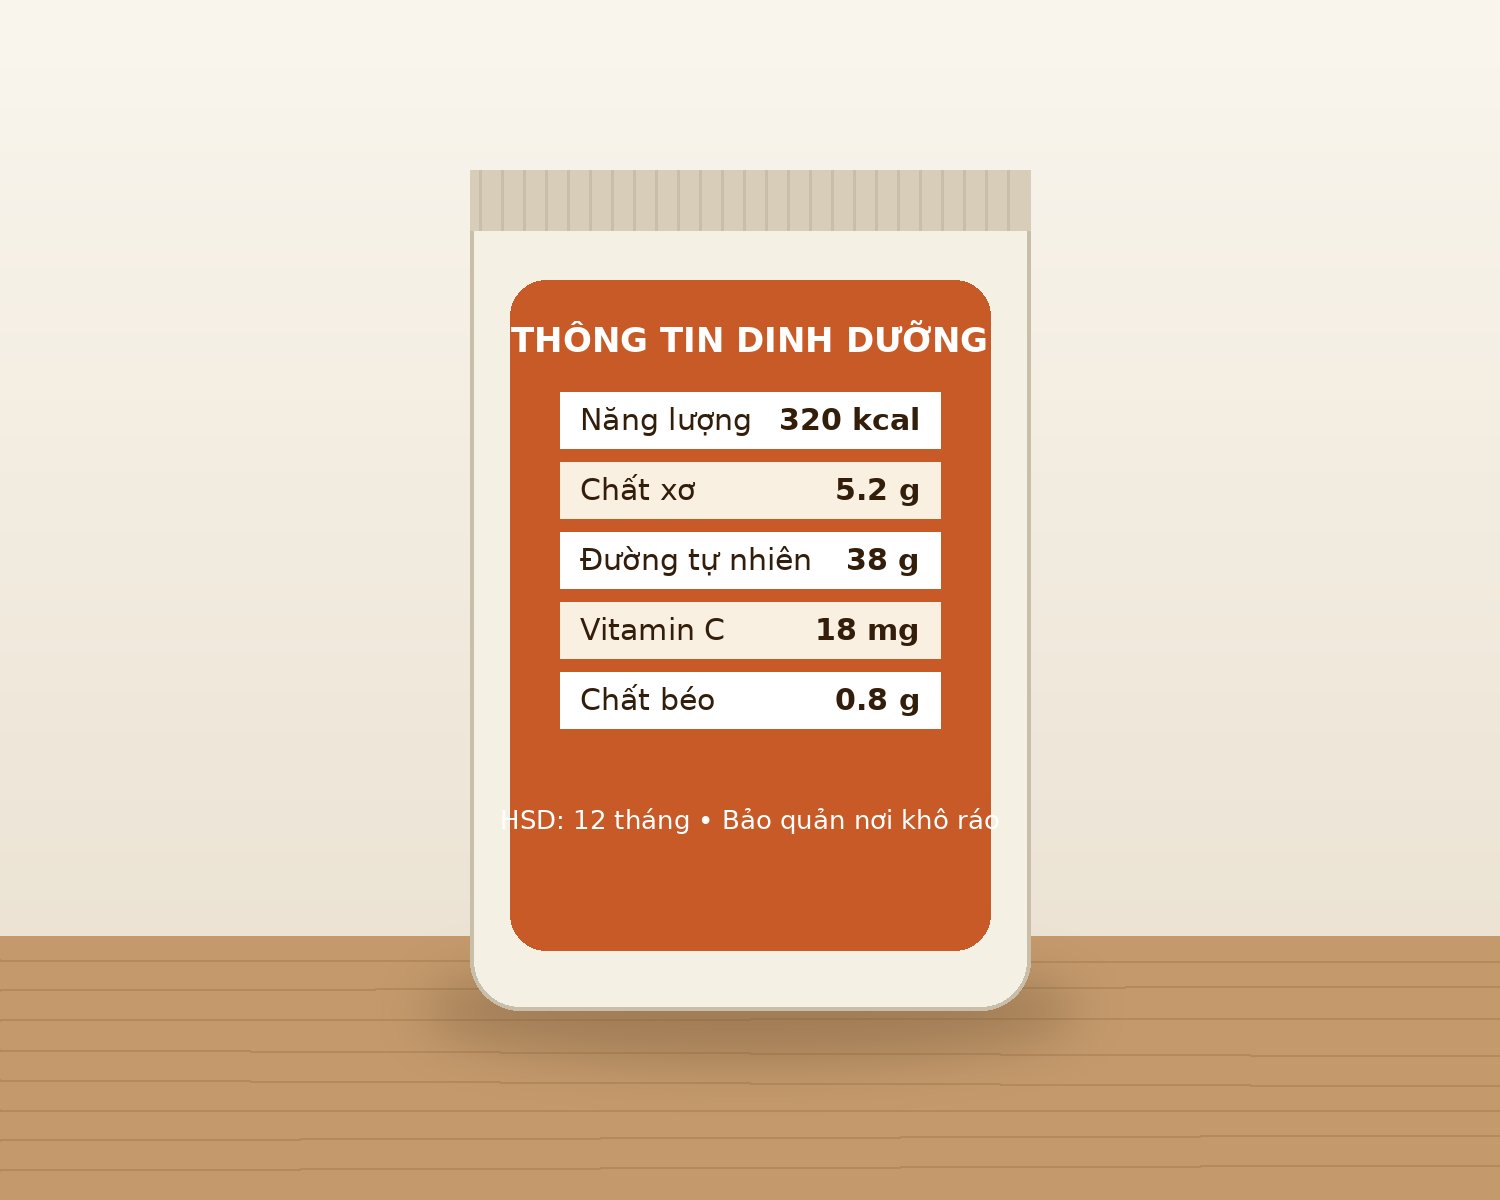 THÔNG TIN DINH DƯỠNG
Năng lượng 320 kcal
Chất xơ 5.2 g
Đường tự nhiên 38 g
Vitamin C 18 mg
Chất béo 0.8 g
HSD: 12 tháng • Bảo quản nơi khô ráo